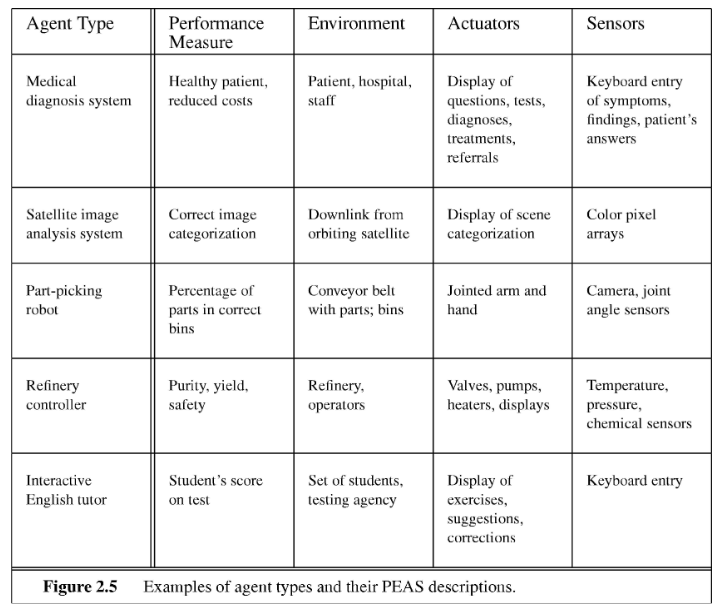 Agent Type
Performance
Measure
Environment
Actuators
Sensors
Medical
diagnosis system
Healthy patient,
reduced costs
Patient, hospital,
staff
Display of
questions, tests,
diagnoses,
treatments,
referrals
Keyboard entry
of symptoms,
findings, patient's
answers
Satellite image
analysis system
Correct image
categorization
Downlink from
orbiting satellite
Display of scene
categorization
Color pixel
arrays
Part-picking
robot
Percentage of
parts in correct
bins
Conveyor belt
with parts; bins
Jointed arm and
hand
Camera, joint
angle sensors
Refinery
controller
Purity, yield,
safety
Refinery,
operators
Valves, pumps,
heaters, displays
Temperature,
pressure,
chemical sensors
Interactive
English tutor
Student's score
on test
Set of students,
testing agency
Display of
exercises,
suggestions,
corrections
Keyboard entry
Figure 2.5 Examples of agent types and their PEAS descriptions.